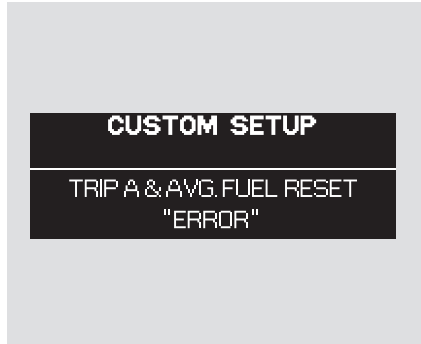 CUSTOM SETUP
TRIP A & AVG. FUEL RESET
"ERROR"